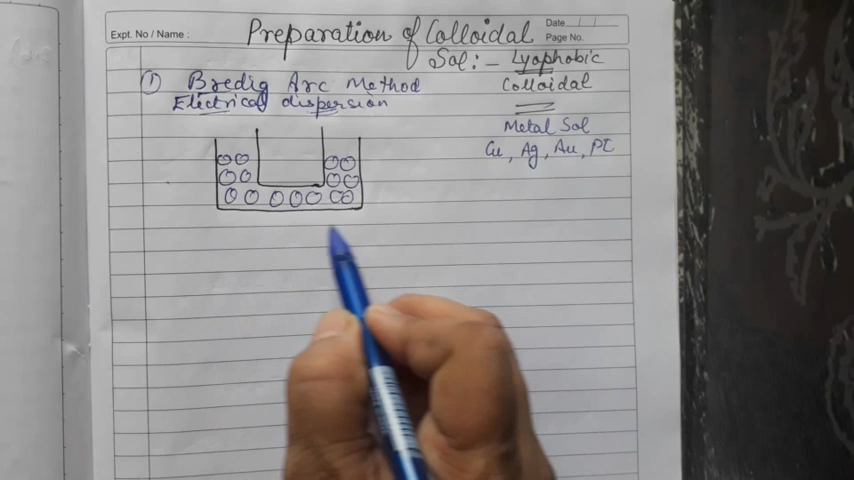 Expt. No / Name :
Preparation of Colloidal
Date / /
Page No.
Sol:- Lyophobic
Colloidal
① Bredig Arc Method
Electrical dispersion
Metal Sol
Cu, Ag, Au, Pt